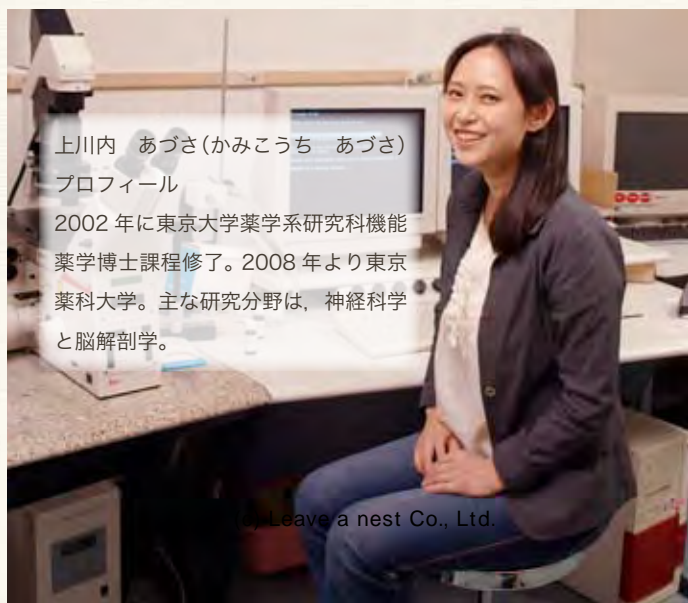 上川内　あづさ（かみこうち　あづさ）
プロフィール
2002 年に東京大学薬学系研究科機能
薬学博士課程修了。2008 年より東京
薬科大学。主な研究分野は，神経科学
と脳解剖学。
Leave a nest Co., Ltd.